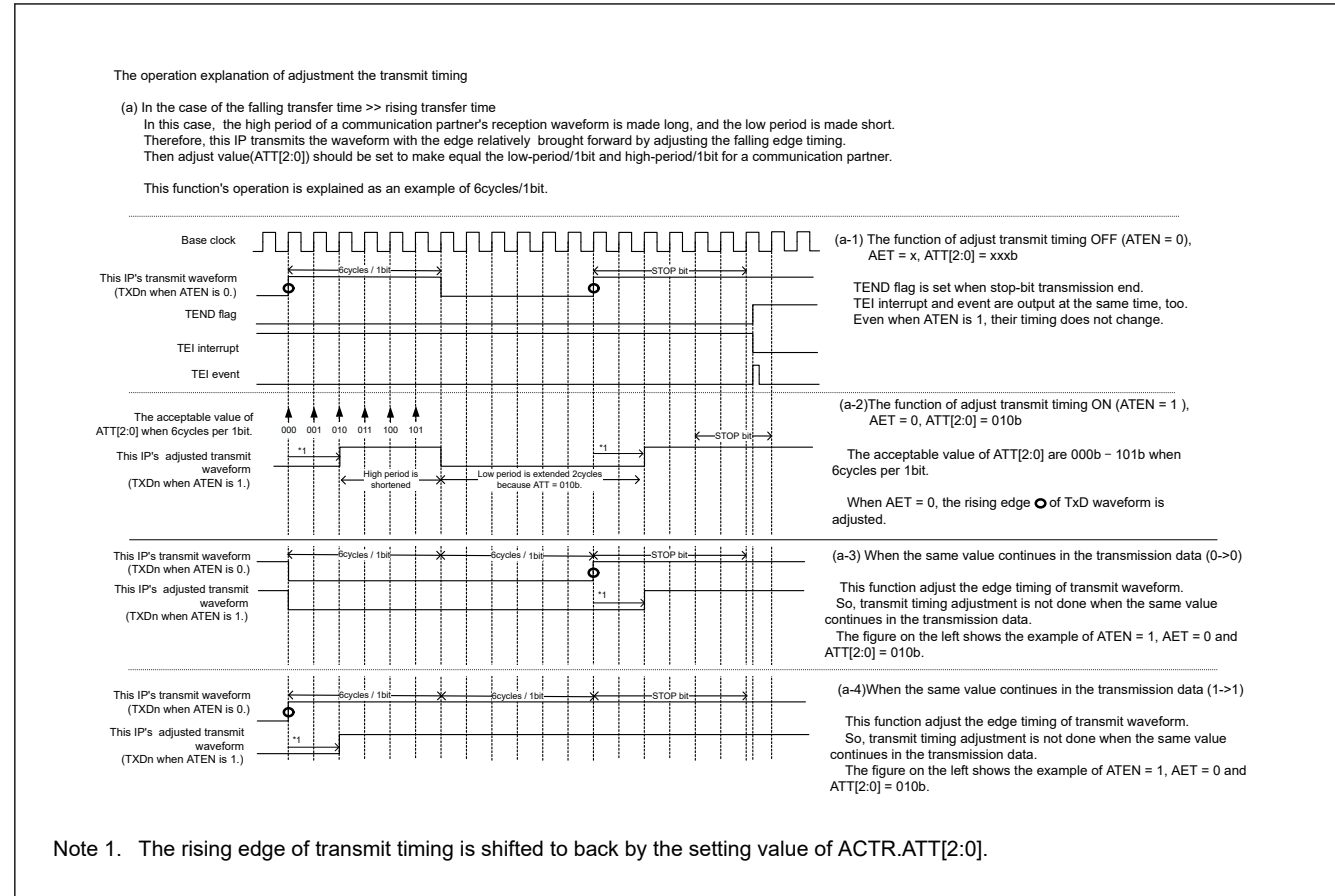 The operation explanation of adjustment the transmit timing
(a) In the case of the falling transfer time >> rising transfer time
In this case, the high period of a communication partner's reception waveform is made long, and the low period is made short.
Therefore, this IP transmits the waveform with the edge relatively brought forward by adjusting the falling edge timing.
Then adjust value(ATT[2:0]) should be set to make equal the low-period/1bit and high-period/1bit for a communication partner.
This function's operation is explained as an example of 6cycles/1bit.
Base clock
This IP's transmit waveform
(TXDn when ATEN is 0.)
6cycles / 1bit
STOP bit
TEND flag
TEI interrupt
TEI event
(a-1) The function of adjust transmit timing OFF (ATEN = 0),
AET = x, ATT[2:0] = xxxb
TEND flag is set when stop-bit transmission end.
TEI interrupt and event are output at the same time, too.
Even when ATEN is 1, their timing does not change.
The acceptable value of
ATT[2:0] when 6cycles per 1bit.
000 001 010 011 100 101
This IP's adjusted transmit
waveform
(TXDn when ATEN is 1.)
*1
High period is
shortened
Low period is extended 2cycles
because ATT = 010b.
*1
STOP bit
(a-2)The function of adjust transmit timing ON (ATEN = 1 ),
AET = 0, ATT[2:0] = 010b
The acceptable value of ATT[2:0] are 000b − 101b when
6cycles per 1bit.
When AET = 0, the rising edge of TxD waveform is
adjusted.
This IP's transmit waveform
(TXDn when ATEN is 0.)
6cycles / 1bit
6cycles / 1bit
STOP bit
This IP's adjusted transmit
waveform
(TXDn when ATEN is 1.)
*1
(a-3) When the same value continues in the transmission data (0->0)
This function adjust the edge timing of transmit waveform.
So, transmit timing adjustment is not done when the same value
continues in the transmission data.
The figure on the left shows the example of ATEN = 1, AET = 0 and
ATT[2:0] = 010b.
This IP's transmit waveform
(TXDn when ATEN is 0.)
6cycles / 1bit
6cycles / 1bit
STOP bit
This IP's adjusted transmit
waveform
(TXDn when ATEN is 1.)
*1
(a-4)When the same value continues in the transmission data (1->1)
This function adjust the edge timing of transmit waveform.
So, transmit timing adjustment is not done when the same value
continues in the transmission data.
The figure on the left shows the example of ATEN = 1, AET = 0 and
ATT[2:0] = 010b.
Note 1. The rising edge of transmit timing is shifted to back by the setting value of ACTR.ATT[2:0].